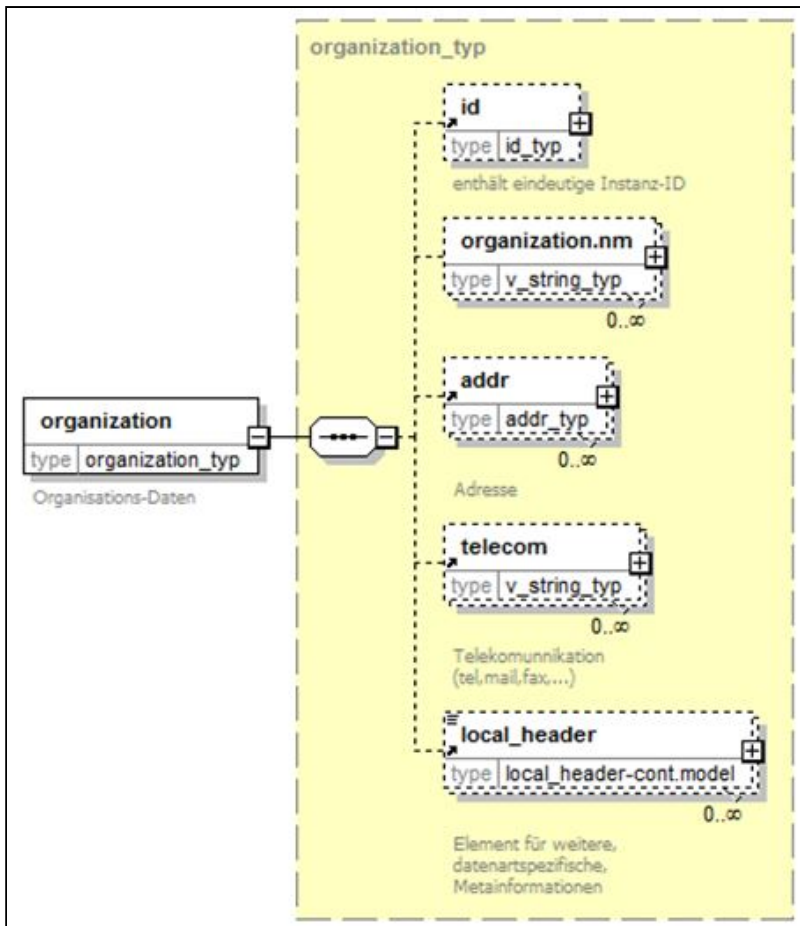 organization_typ
id
type id_typ
enthält eindeutige Instanz-ID
organization.nm
type v_string_typ
0..∞
addr
type addr_typ
0..∞
Adresse
organization
type organization_typ
Organisations-Daten
telecom
type v_string_typ
0..∞
Telekomunnikation
(tel,mail,fax,...)
local_header
type local_header-cont.model
0..∞
Element für weitere,
datenartspezifische,
Metainformationen